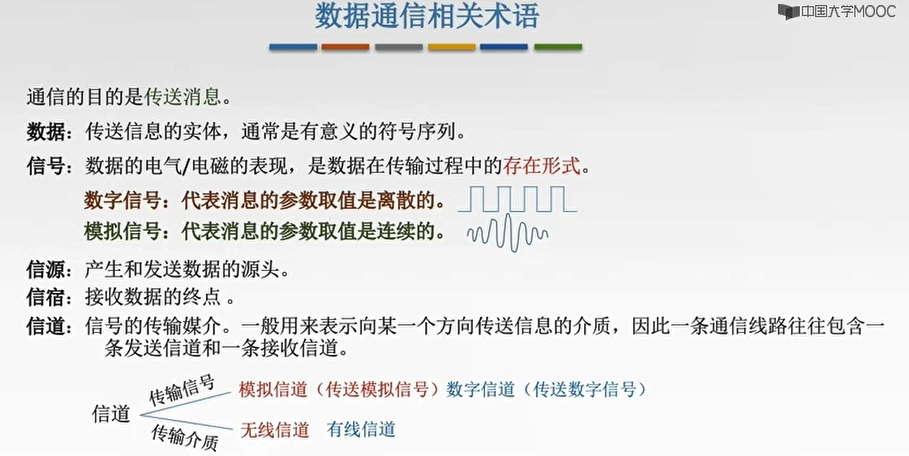 数据通信相关术语
中国大学MOOC
通信的目的是传送消息。
数据：传送信息的实体，通常是有意义的符号序列。
信号：数据的电气/电磁的表现，是数据在传输过程中的存在形式。
数字信号：代表消息的参数取值是离散的。
模拟信号：代表消息的参数取值是连续的。
信源：产生和发送数据的源头。
信宿：接收数据的终点 。
信道：信号的传输媒介。一般用来表示向某一个方向传送信息的介质，因此一条通信线路往往包含一
条发送信道和一条接收信道。
传输信号
模拟信道（传送模拟信号）数字信道（传送数字信号）
信道
传输介质
无线信道 有线信道